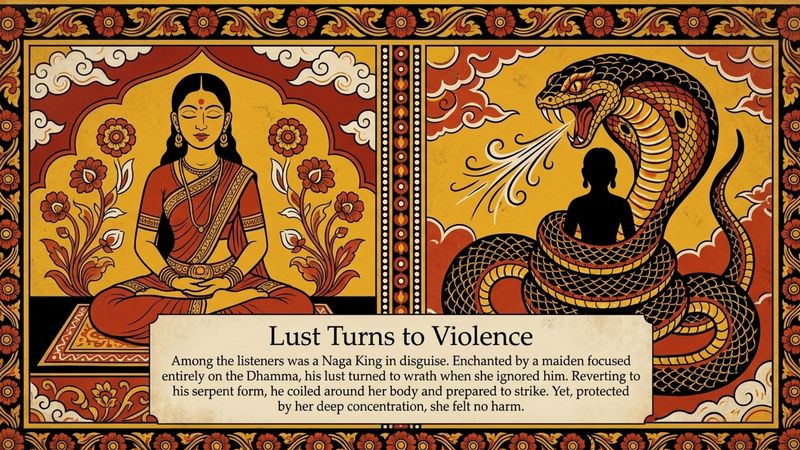 Lust Turns to Violence
Among the listeners was a Naga King in disguise. Enchanted by a maiden focused
entirely on the Dhamma, his lust turned to wrath when she ignored him. Reverting to
his serpent form, he coiled around her body and prepared to strike. Yet, protected
by her deep concentration, she felt no harm.